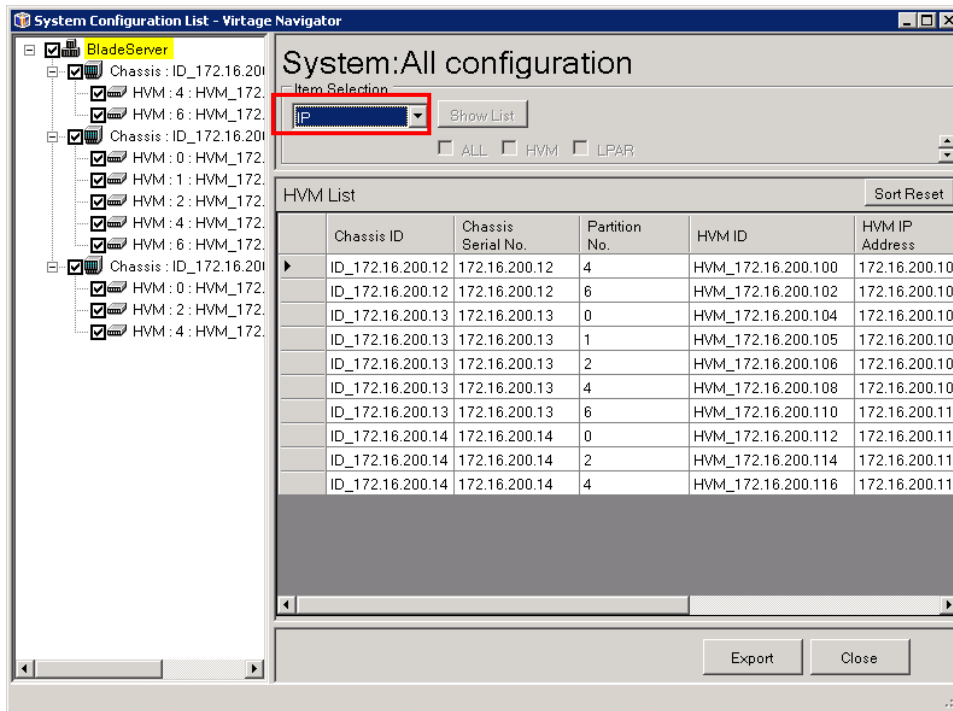 System Configuration List - Virtage Navigator
BladeServer
Chassis : ID_172.16.20
HVM : 4 : HVM_172.
HVM : 6 : HVM_172.
Chassis : ID_172.16.20
HVM : 0 : HVM_172.
HVM : 1 : HVM_172.
HVM : 2 : HVM_172.
HVM : 4 : HVM_172.
HVM : 6 : HVM_172.
Chassis : ID_172.16.20
HVM : 0 : HVM_172.
HVM : 2 : HVM_172.
HVM : 4 : HVM_172.
System:All configuration
Item Selection
IP Show List
ALL HVM LPAR
HVM List Sort Reset
Chassis ID Chassis Serial No. Partition No. HVM ID HVM IP Address
ID_172.16.200.12 172.16.200.12 4 HVM_172.16.200.100 172.16.200.10
ID_172.16.200.12 172.16.200.12 6 HVM_172.16.200.102 172.16.200.10
ID_172.16.200.13 172.16.200.13 0 HVM_172.16.200.104 172.16.200.10
ID_172.16.200.13 172.16.200.13 1 HVM_172.16.200.105 172.16.200.10
ID_172.16.200.13 172.16.200.13 2 HVM_172.16.200.106 172.16.200.10
ID_172.16.200.13 172.16.200.13 4 HVM_172.16.200.108 172.16.200.10
ID_172.16.200.13 172.16.200.13 6 HVM_172.16.200.110 172.16.200.11
ID_172.16.200.14 172.16.200.14 0 HVM_172.16.200.112 172.16.200.11
ID_172.16.200.14 172.16.200.14 2 HVM_172.16.200.114 172.16.200.11
ID_172.16.200.14 172.16.200.14 4 HVM_172.16.200.116 172.16.200.11
Export Close